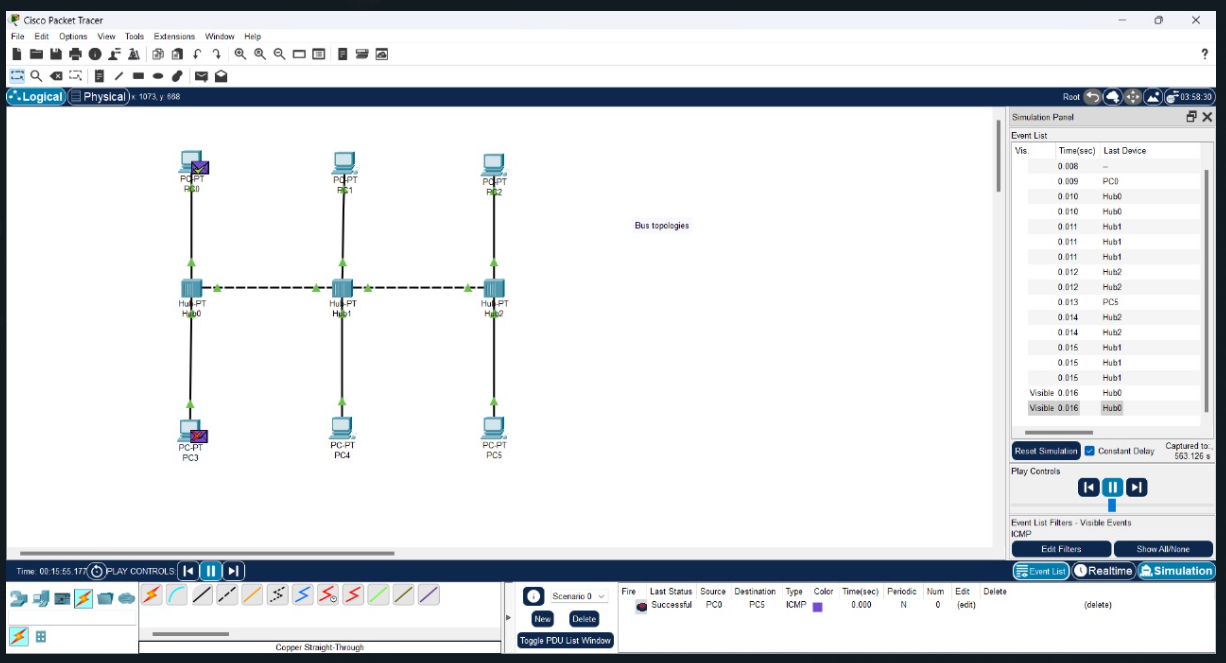 Cisco Packet Tracer
File Edit Options View Tools Extensions Window Help
?
Logical Physical x: 1073, y: 668
Root 03:58:30
Simulation Panel
Event List
Vis. Time(sec) Last Device
0.008 --
0.009 PC0
0.010 Hub0
0.010 Hub0
0.011 Hub1
0.011 Hub1
0.011 Hub1
0.012 Hub2
0.012 Hub2
0.013 PC5
0.014 Hub2
0.014 Hub2
0.015 Hub1
0.015 Hub1
0.015 Hub1
Visible 0.016 Hub0
Visible 0.016 Hub0
Reset Simulation Constant Delay Captured to:
563.126 s
Play Controls
Event List Filters - Visible Events
ICMP
Edit Filters Show All/None
PC-PT
PC0
PC-PT
PC1
PC-PT
PC2
Bus topologies
Hub-PT
Hub0
Hub-PT
Hub1
Hub-PT
Hub2
PC-PT
PC3
PC-PT
PC4
PC-PT
PC5
Time: 00:15:55.177 PLAY CONTROLS:
Event List Realtime Simulation
Scenario 0
New Delete
Toggle PDU List Window
Fire Last Status Source Destination Type Color Time(sec) Periodic Num Edit Delete
Successful PC0 PC5 ICMP 0.000 N 0 (edit) (delete)
Copper Straight-Through